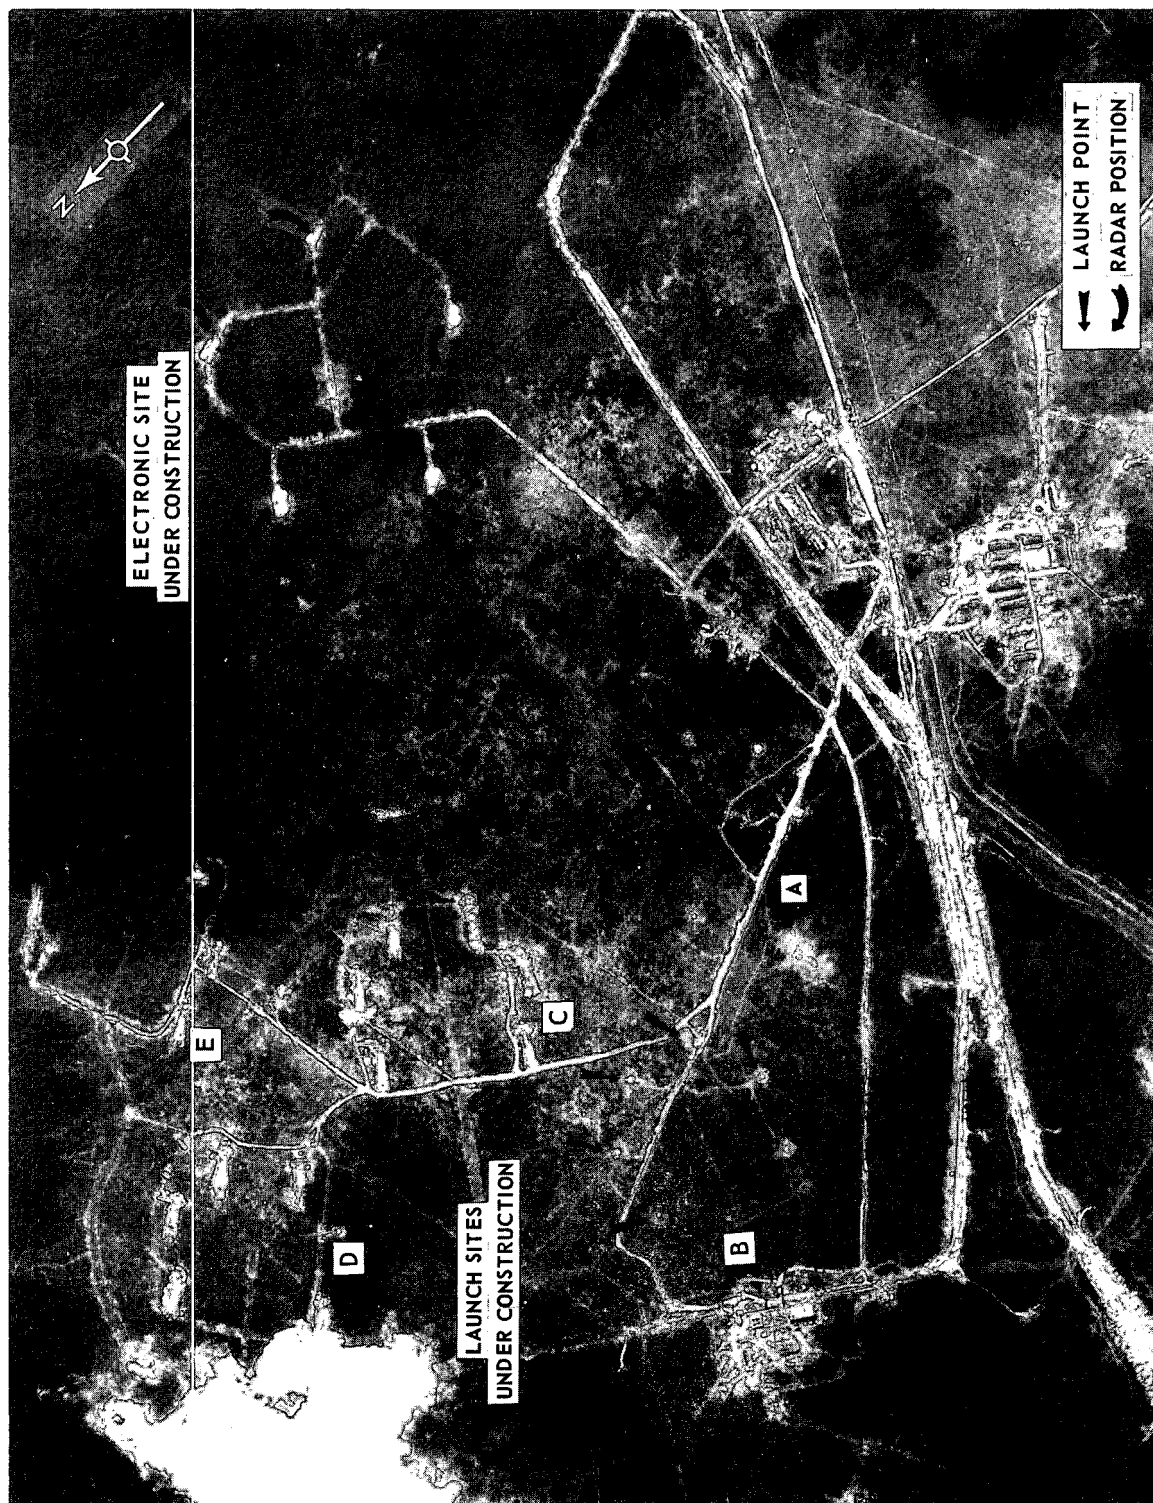 N
ELECTRONIC SITE
UNDER CONSTRUCTION
LAUNCH POINT
RADAR POSITION
A
E
C
D
B
LAUNCH SITES
UNDER CONSTRUCTION